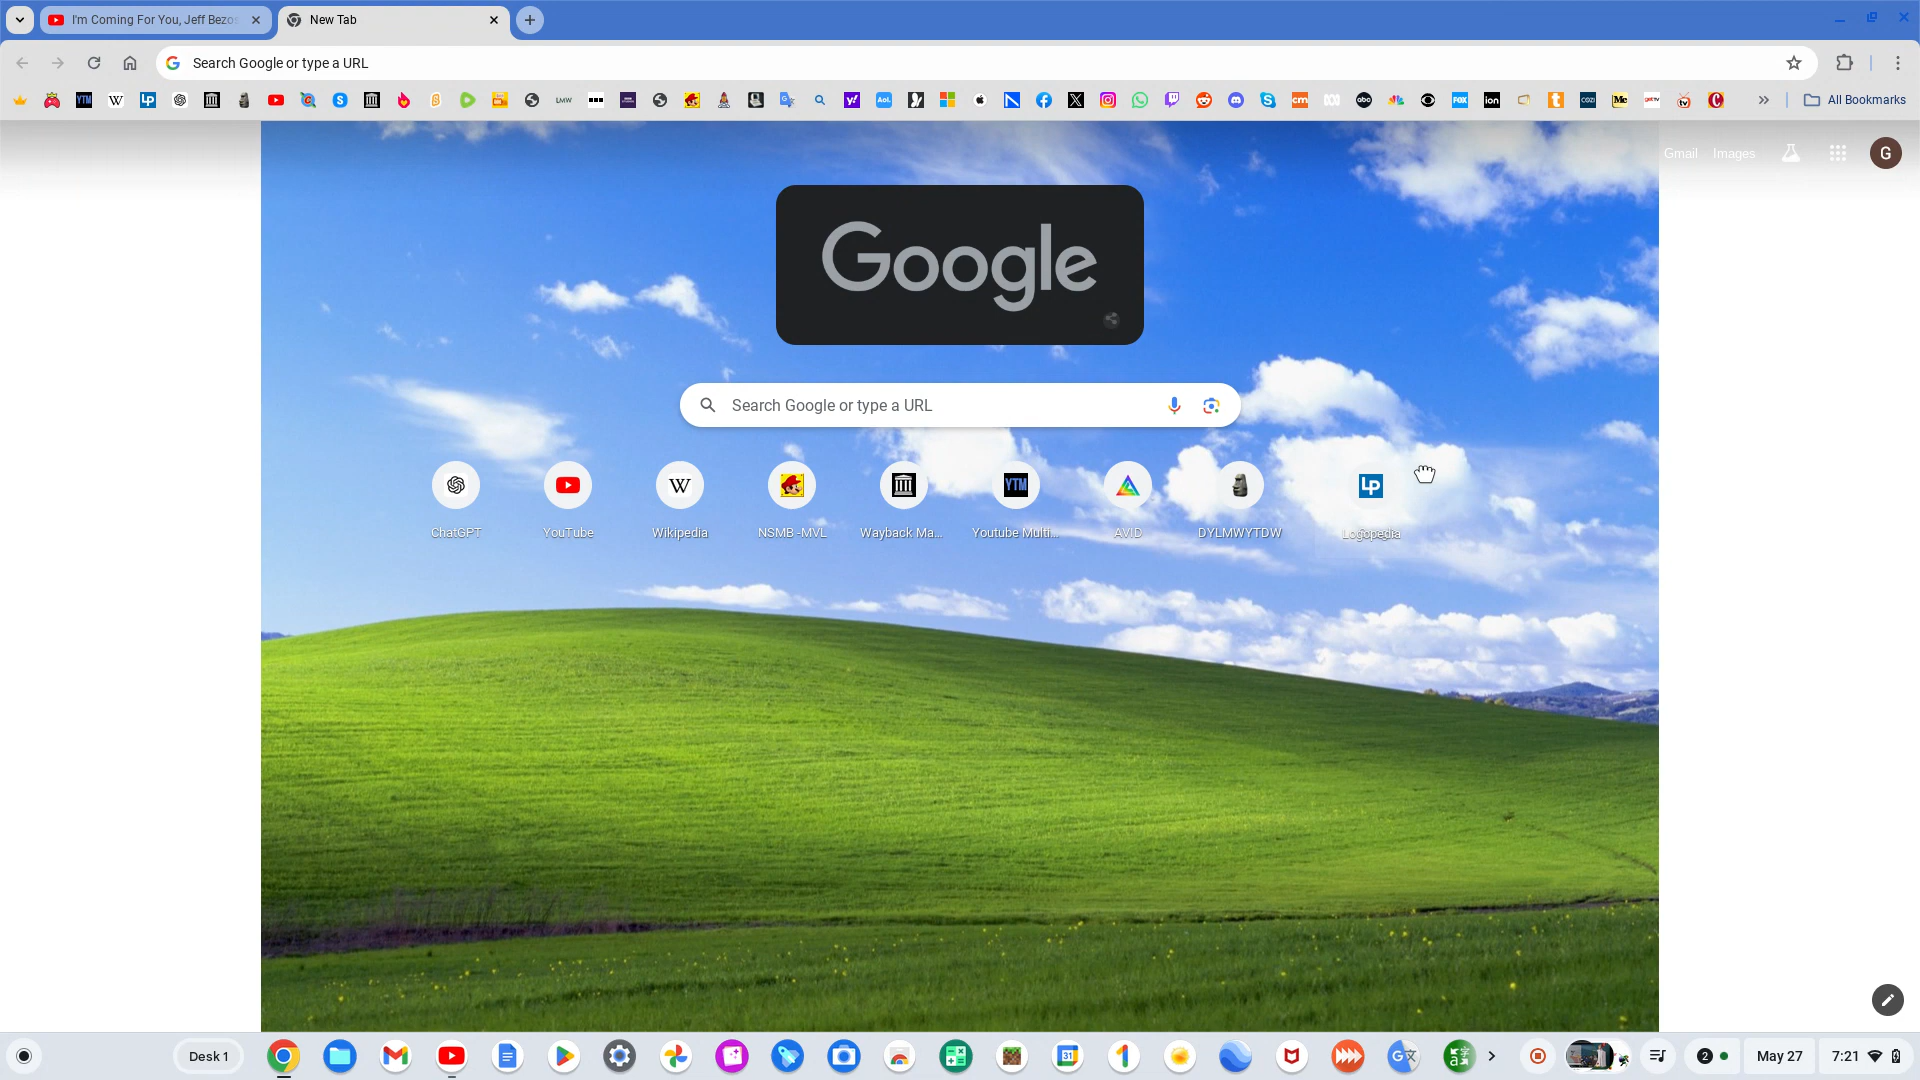 I'm Coming For You, Jeff Bezos
New Tab
Search Google or type a URL
All Bookmarks
Gmail Images G
Google
Search Google or type a URL
ChatGPT YouTube Wikipedia NSMB -MVL Wayback Ma... Youtube Multi... AVID DYLMWYTDW Logopedia
Desk 1
2 May 27 7:21